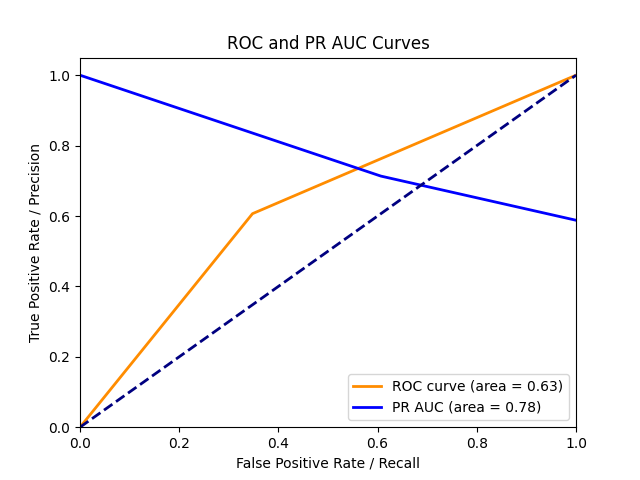 ROC and PR AUC Curves
True Positive Rate / Precision
1.0
0.8
0.6
0.4
0.2
0.0
0.0 0.2 0.4 0.6 0.8 1.0
False Positive Rate / Recall
ROC curve (area = 0.63)
PR AUC (area = 0.78)